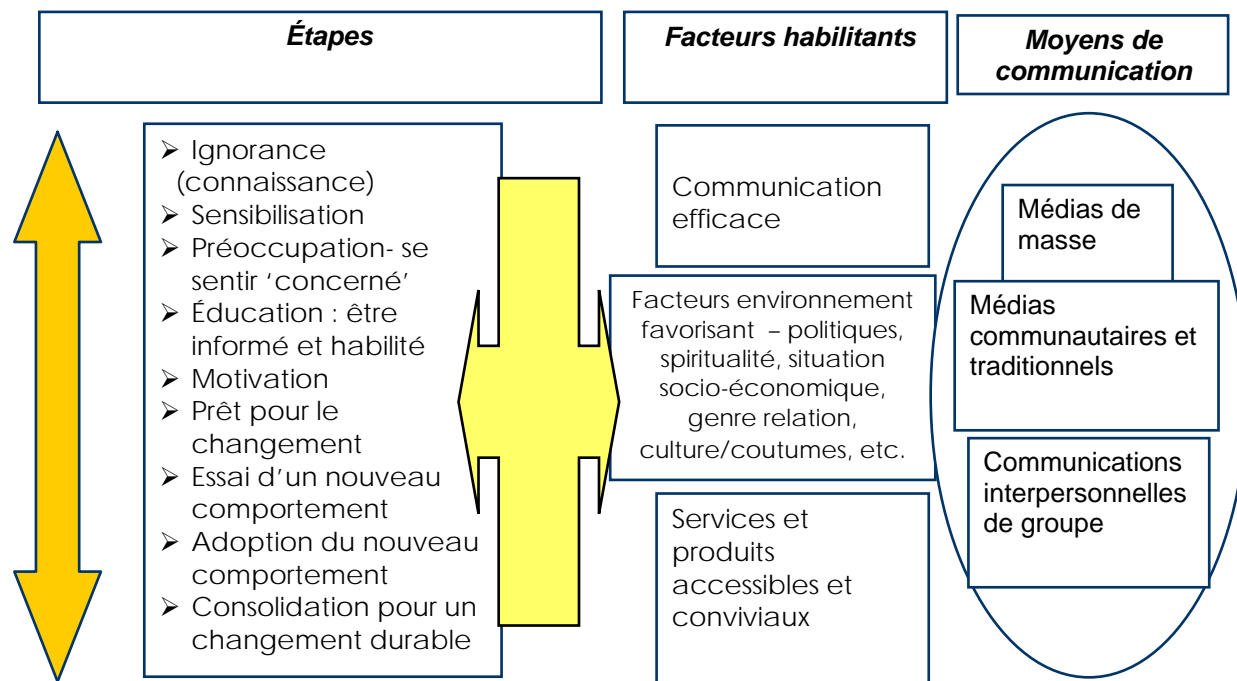 Étapes
Facteurs habilitants
Moyens de
communication
➢ Ignorance
(connaissance)
➢ Sensibilisation
➢ Préoccupation- se
sentir ‘concerné’
➢ Éducation : être
informé et habilité
➢ Motivation
➢ Prêt pour le
changement
➢ Essai d’un nouveau
comportement
➢ Adoption du nouveau
comportement
➢ Consolidation pour un
changement durable
Communication
efficace
Facteurs environnement
favorisant – politiques,
spiritualité, situation
socio-économique,
genre relation,
culture/coutumes, etc.
Services et
produits
accessibles et
conviviaux
Médias de
masse
Médias
communautaires et
traditionnels
Communications
interpersonnelles
de groupe